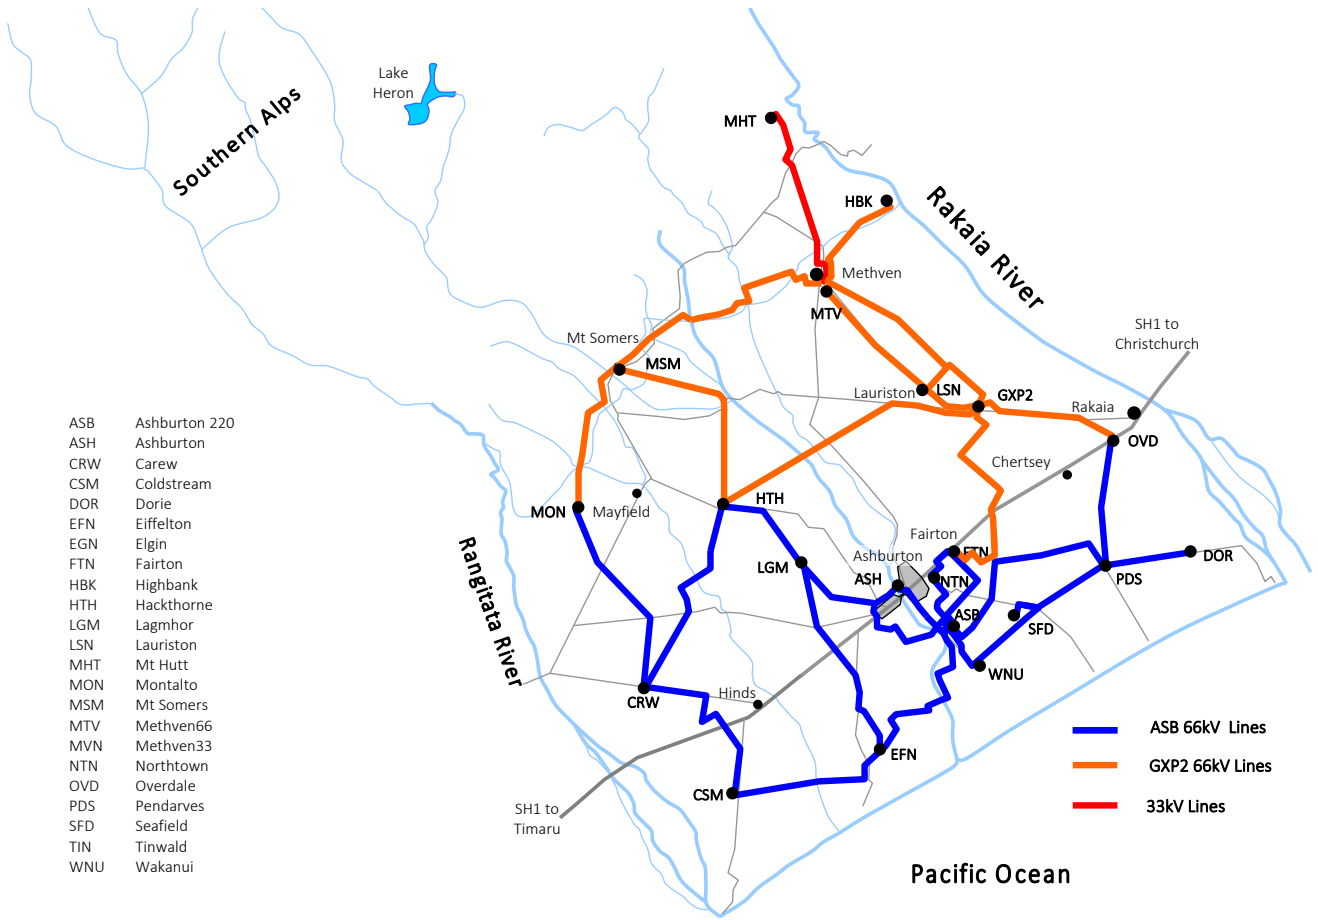 Lake
Heron
Southern Alps
MHT
HBK
Rakaia River
Methven
MTV
SH1 to
Christchurch
Mt Somers
MSM
Lauriston
LSN
GXP2
Rakaia
OVD
Chertsey
HTH
MON
Mayfield
Fairton
FTN
Ashburton
ASH
NTN
LGM
DOR
PDS
ASB
SFD
WNU
Rangitata River
CRW
Hinds
EFN
CSM
SH1 to
Timaru
Pacific Ocean
ASB 66kV Lines
GXP2 66kV Lines
33kV Lines
ASB Ashburton 220
ASH Ashburton
CRW Carew
CSM Coldstream
DOR Dorie
EFN Eiffelton
EGN Elgin
FTN Fairton
HBK Highbank
HTH Hackthorne
LGM Lagmhor
LSN Lauriston
MHT Mt Hutt
MON Montalto
MSM Mt Somers
MTV Methven66
MVN Methven33
NTN Northtown
OVD Overdale
PDS Pendarves
SFD Seafield
TIN Tinwald
WNU Wakanui